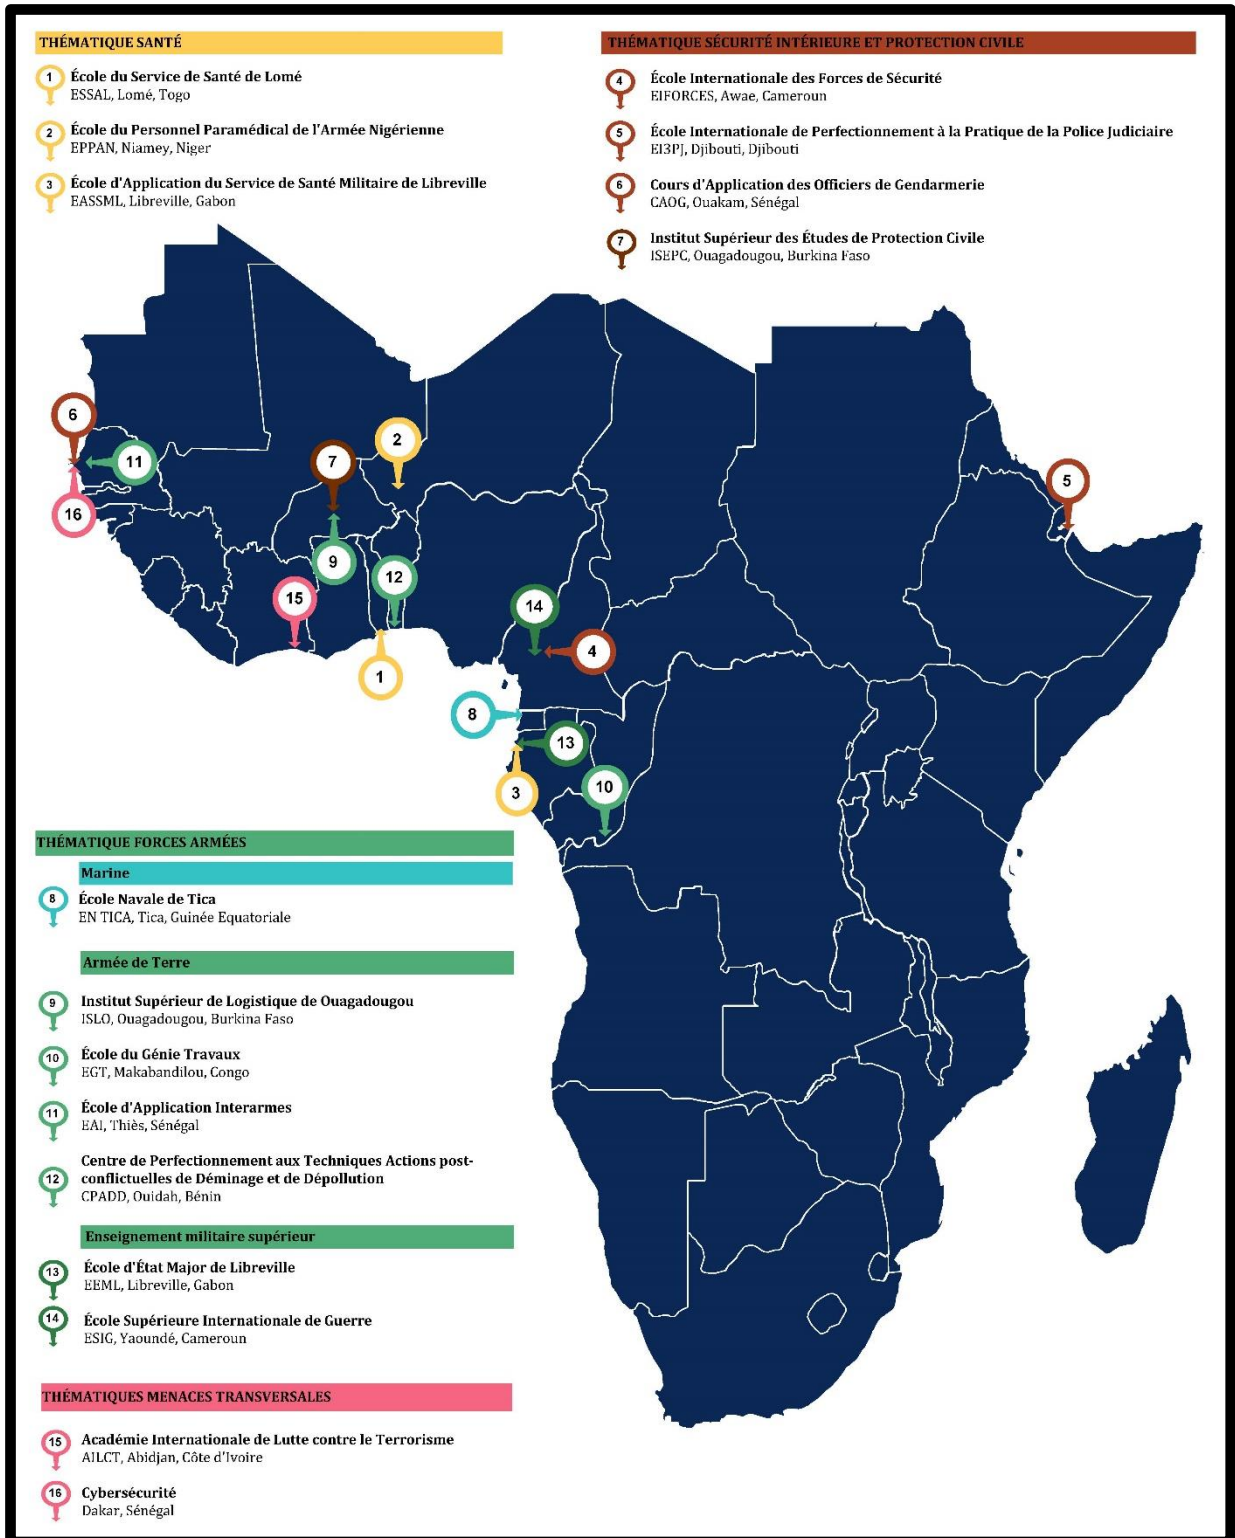 THÉMATIQUE SANTÉ
1
École du Service de Santé de Lomé
ESSAL, Lomé, Togo
2
École du Personnel Paramédical de l'Armée Nigérienne
EPPAN, Niamey, Niger
3
École d'Application du Service de Santé Militaire de Libreville
EASSML, Libreville, Gabon
THÉMATIQUE SÉCURITÉ INTÉRIEURE ET PROTECTION CIVILE
4
École Internationale des Forces de Sécurité
EIFORCES, Awae, Cameroun
5
École Internationale de Perfectionnement à la Pratique de la Police Judiciaire
EI3PJ, Djibouti, Djibouti
6
Cours d'Application des Officiers de Gendarmerie
CAOG, Ouakam, Sénégal
7
Institut Supérieur des Études de Protection Civile
ISEPC, Ouagadougou, Burkina Faso
6
2
11
7
5
16
9
12
15
14
4
1
8
13
3
10
THÉMATIQUE FORCES ARMÉES
Marine
8
École Navale de Tica
EN TICA, Tica, Guinée Equatoriale
Armée de Terre
9
Institut Supérieur de Logistique de Ouagadougou
ISLO, Ouagadougou, Burkina Faso
10
École du Génie Travaux
EGT, Makabandilou, Congo
11
École d'Application Interarmes
EAI, Thiès, Sénégal
12
Centre de Perfectionnement aux Techniques Actions post-
conflictuelles de Déminage et de Dépollution
CPADD, Ouidah, Bénin
Enseignement militaire supérieur
13
École d'État Major de Libreville
EEML, Libreville, Gabon
14
École Supérieure Internationale de Guerre
ESIG, Yaoundé, Cameroun
THÉMATIQUES MENACES TRANSVERSALES
15
Académie Internationale de Lutte contre le Terrorisme
AILCT, Abidjan, Côte d'Ivoire
16
Cybersécurité
Dakar, Sénégal